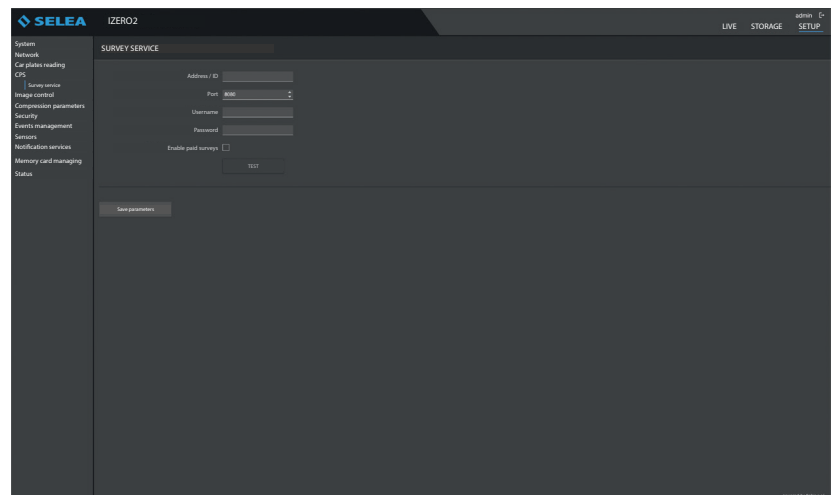 SELEA
IZERO2
admin
LIVE STORAGE SETUP
System
Network
Car plates reading
CPS
Survey service
Image control
Compression parameters
Security
Events management
Sensors
Notification services
Memory card managing
Status
SURVEY SERVICE
Address / ID
Port 8080
Username
Password
Enable paid surveys
TEST
Save parameters